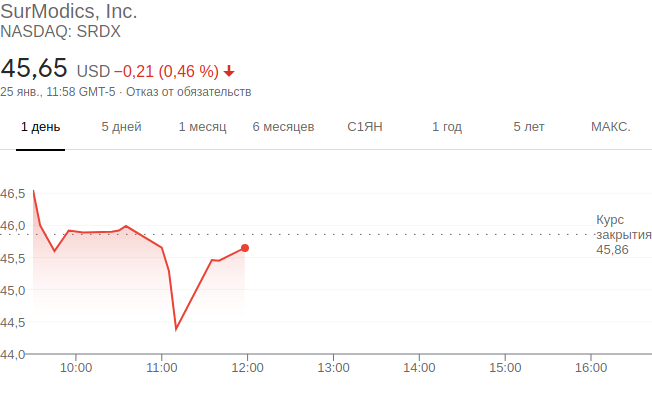 SurModics, Inc.
NASDAQ: SRDX
45,65 USD −0,21 (0,46 %)
25 янв., 11:58 GMT-5 · Отказ от обязательств
1 день 5 дней 1 месяц 6 месяцев С1ЯН 1 год 5 лет МАКС.
46,5
46,0
45,5
45,0
44,5
44,0
Курс
закрытия
45,86
10:00 11:00 12:00 13:00 14:00 15:00 16:00